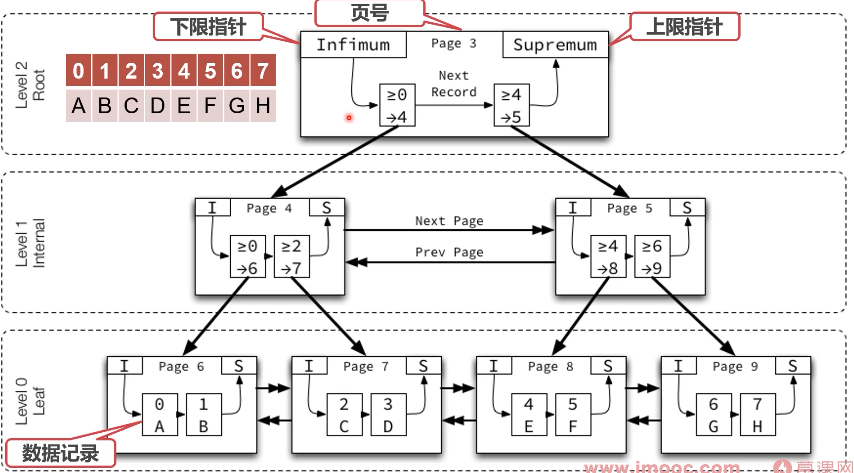 下限指针
页号
上限指针
Level 2
Root
0 1 2 3 4 5 6 7
A B C D E F G H
Infimum Page 3 Supremum
Next
Record
≥0
→4
≥4
→5
Level 1
Internal
I Page 4 S
≥0 ≥2
→6 →7
Next Page
Prev Page
I Page 5 S
≥4 ≥6
→8 →9
Level 0
Leaf
I Page 6 S
0 1
A B
I Page 7 S
2 3
C D
I Page 8 S
4 5
E F
I Page 9 S
6 7
G H
数据记录
www.imooc.com 慕课网